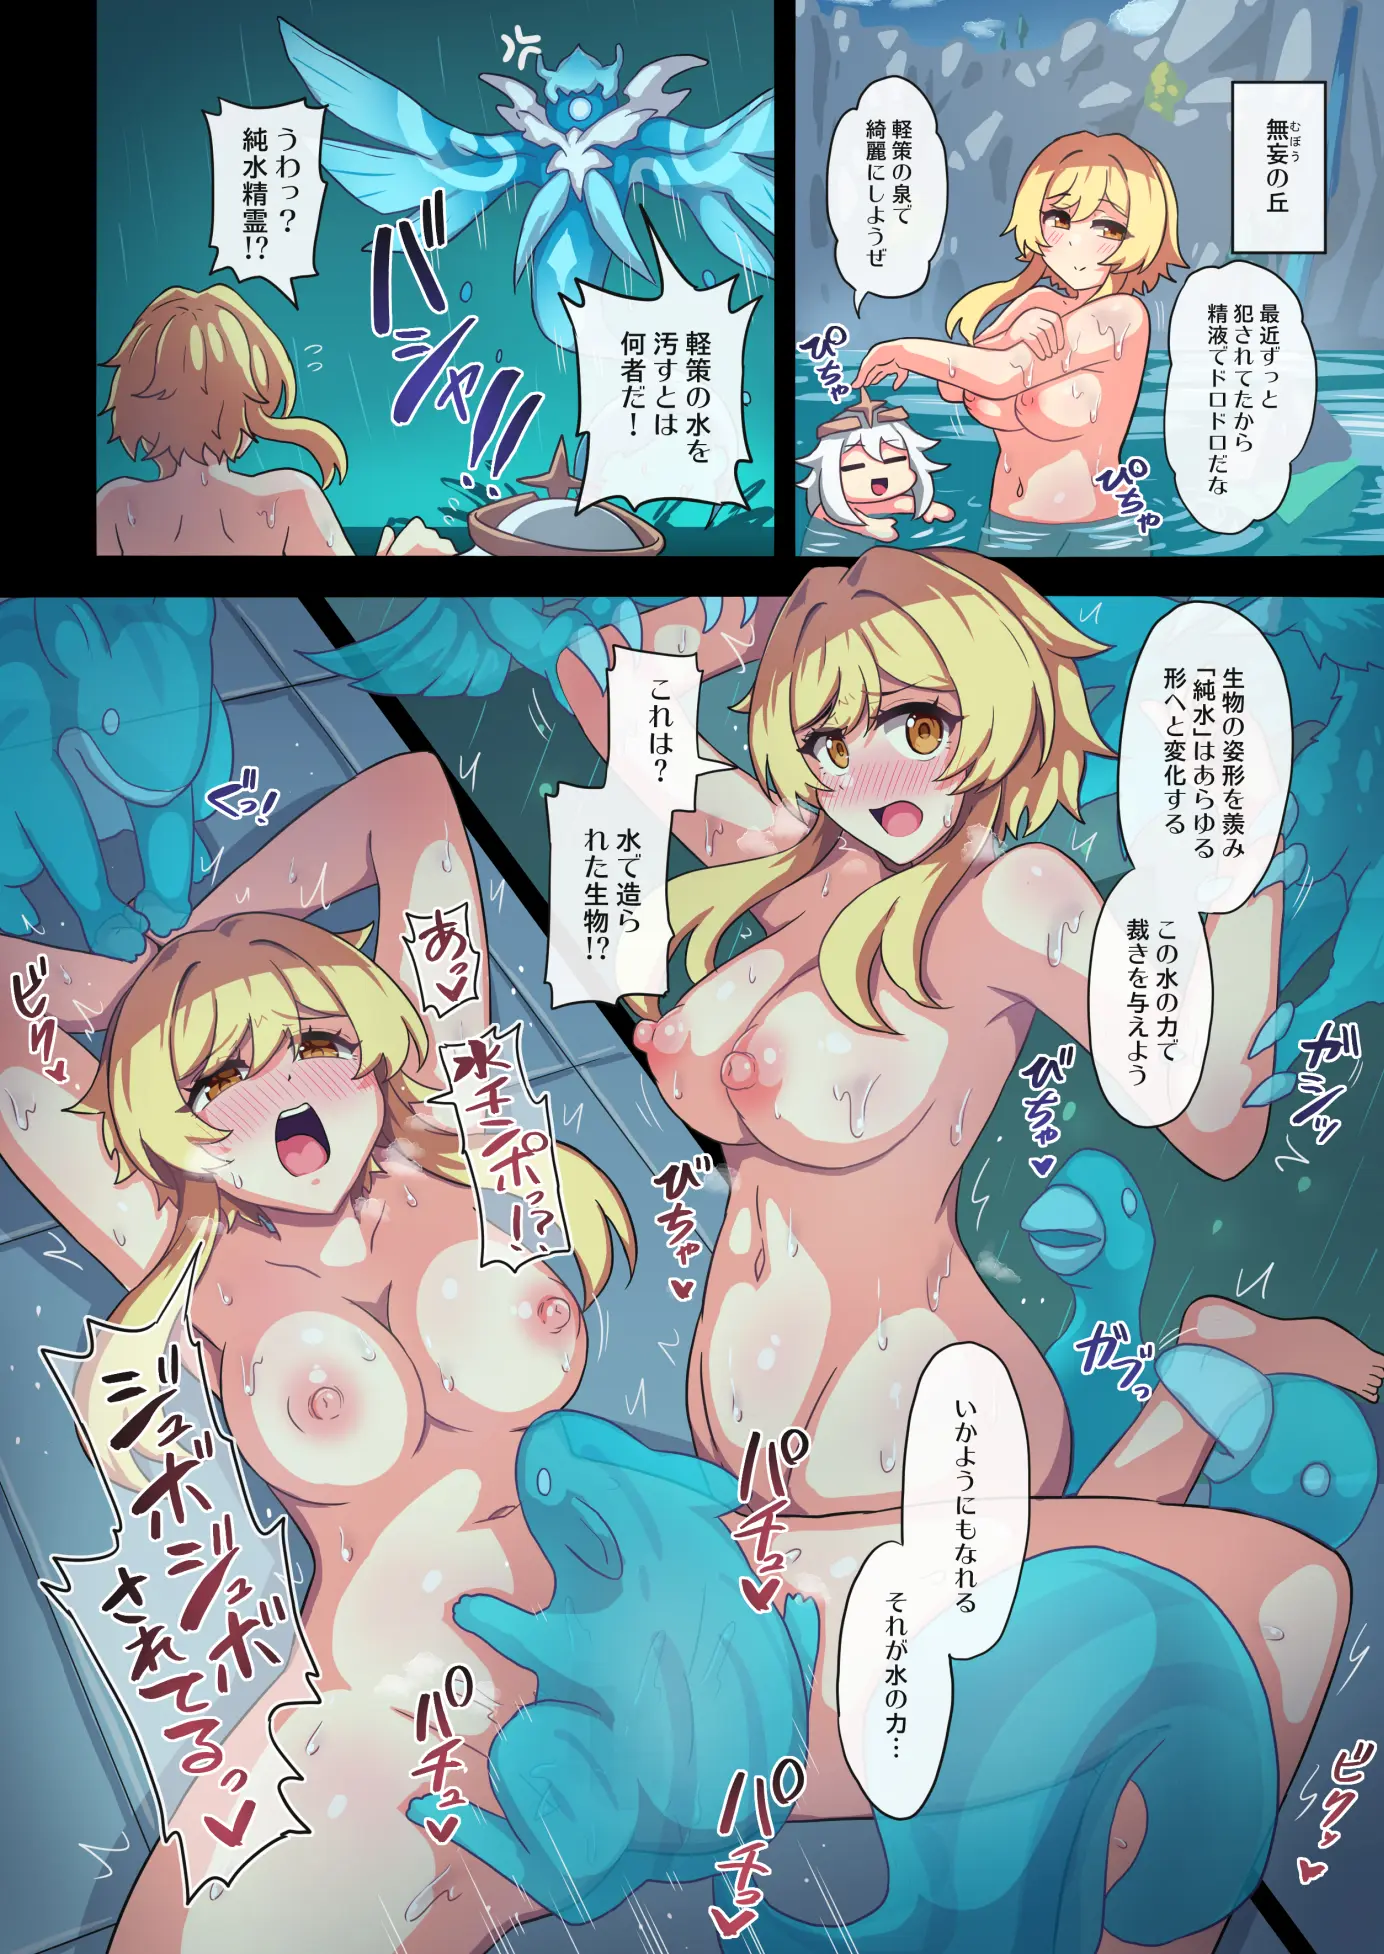 無妄の丘
むぼう
最近ずっと
犯されてたから
精液でドロドロだな
軽策の泉で
綺麗にしようぜ
ぴちゃ
ぴちゃ
バシャ!!
軽策の水を
汚すとは
何者だ！
うわっ？
純水精霊!?
生物の姿形を羨み
「純水」はあらゆる
形へと変化する
この水の力で
裁きを与えよう
これは？
水で造ら
れた生物!?
ガシッ
びちゃ
びちゃ
ガブっ
いかようにもなれる
それが水の力…
ぐっ!
あっ
水チンポっ!?
ビク
ジュボジュボ
されてるっ
パチュ
パチュ
パチュっ
ビク